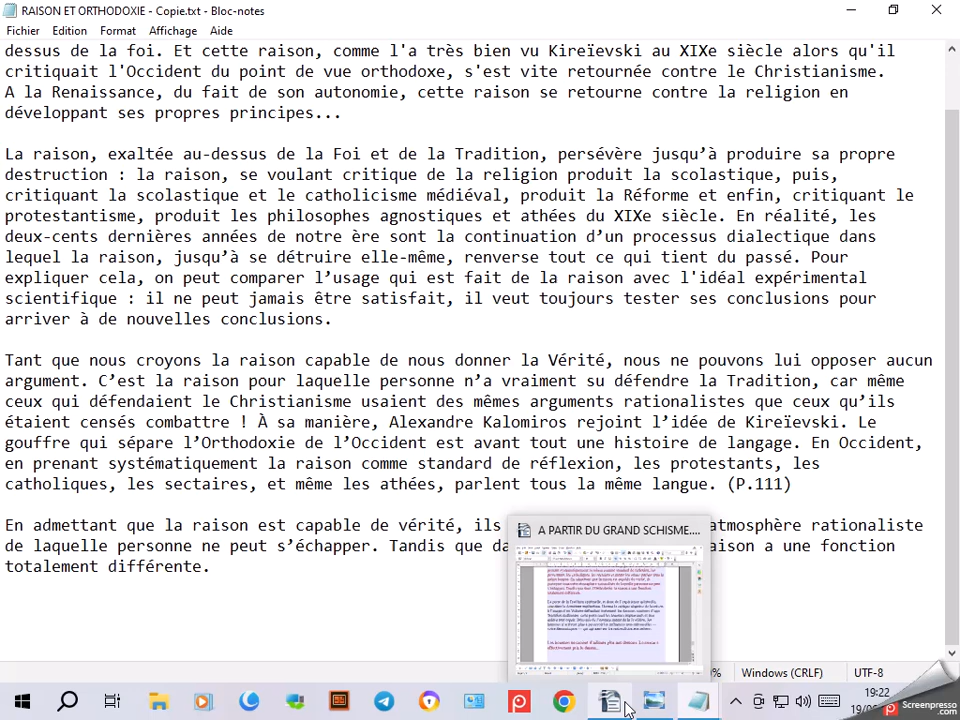 RAISON ET ORTHODOXIE - Copie.txt - Bloc-notes
Fichier Edition Format Affichage Aide
dessus de la foi. Et cette raison, comme l'a très bien vu Kireïevski au XIXe siècle alors qu'il
critiquait l'Occident du point de vue orthodoxe, s'est vite retournée contre le Christianisme.
A la Renaissance, du fait de son autonomie, cette raison se retourne contre la religion en
développant ses propres principes...
La raison, exaltée au-dessus de la Foi et de la Tradition, persévère jusqu’à produire sa propre
destruction : la raison, se voulant critique de la religion produit la scolastique, puis,
critiquant la scolastique et le catholicisme médiéval, produit la Réforme et enfin, critiquant le
protestantisme, produit les philosophes agnostiques et athées du XIXe siècle. En réalité, les
deux-cents dernières années de notre ère sont la continuation d’un processus dialectique dans
lequel la raison, jusqu’à se détruire elle-même, renverse tout ce qui tient du passé. Pour
expliquer cela, on peut comparer l’usage qui est fait de la raison avec l'idéal expérimental
scientifique : il ne peut jamais être satisfait, il veut toujours tester ses conclusions pour
arriver à de nouvelles conclusions.
Tant que nous croyons la raison capable de nous donner la Vérité, nous ne pouvons lui opposer aucun
argument. C’est la raison pour laquelle personne n’a vraiment su défendre la Tradition, car même
ceux qui défendaient le Christianisme usaient des mêmes arguments rationalistes que ceux qu’ils
étaient censés combattre ! À sa manière, Alexandre Kalomiros rejoint l’idée de Kireïevski. Le
gouffre qui sépare l’Orthodoxie de l’Occident est avant tout une histoire de langage. En Occident,
en prenant systématiquement la raison comme standard de réflexion, les protestants, les
catholiques, les sectaires, et même les athées, parlent tous la même langue. (P.111)
En admettant que la raison est capable de vérité, ils atmosphère rationaliste
de laquelle personne ne peut s’échapper. Tandis que
totalement différente.
A PARTIR DU GRAND SCHISME....
aison a une fonction
Windows (CRLF) UTF-8
19:22
Screenpresso
.com